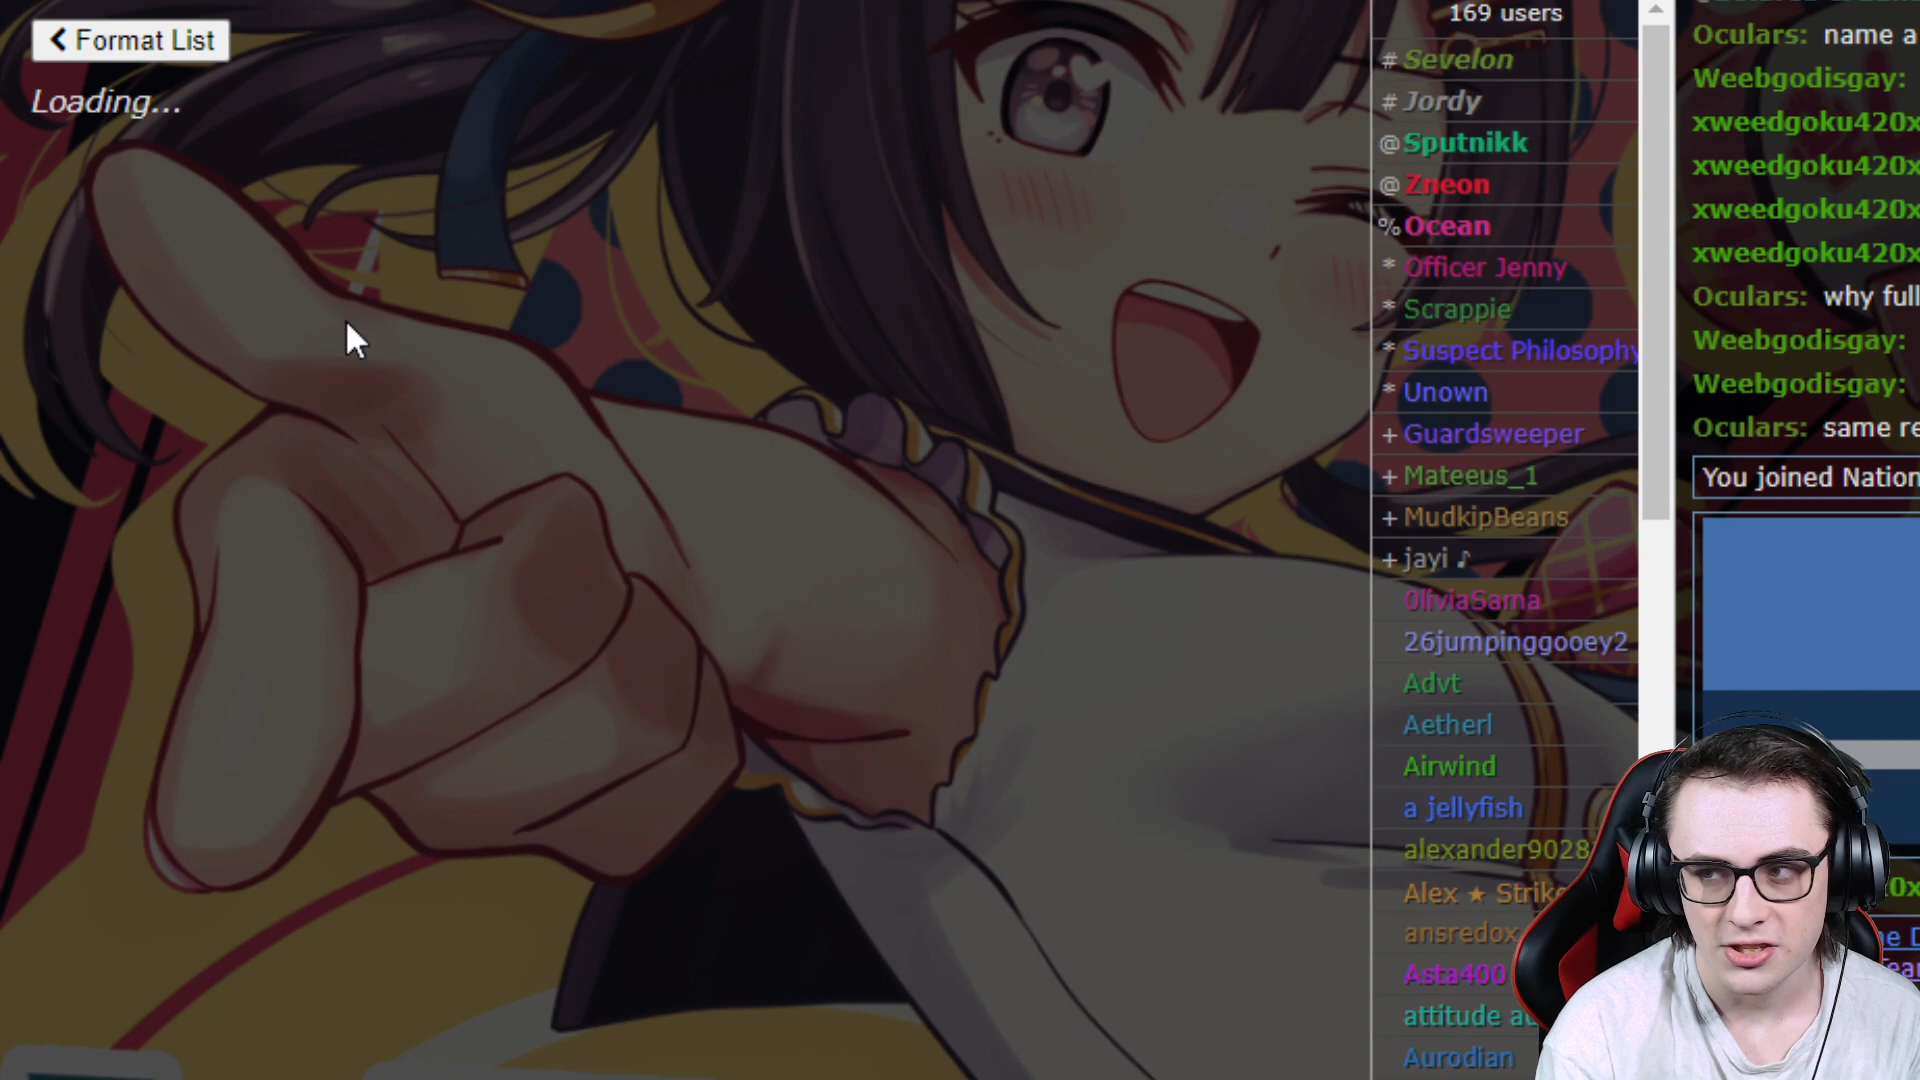 Format List
Loading...
169 users
#Sevelon
#Jordy
@Sputnikk
@Zneon
%Ocean
*Officer Jenny
*Scrappie
*Suspect Philosophy
*Unown
+Guardsweeper
+Mateeus_1
+MudkipBeans
+jayi ♪
0liviaSama
26jumpinggooey2
Advt
Aetherl
Airwind
a jellyfish
alexander9028
Alex ★ Strike
ansredox
Asta400
attitude
Aurodian
Oculars: name a
Weebgodisgay:
xweedgoku420x
xweedgoku420x
xweedgoku420x
xweedgoku420x
Oculars: why full
Weebgodisgay:
Weebgodisgay:
Oculars: same re
You joined Nation